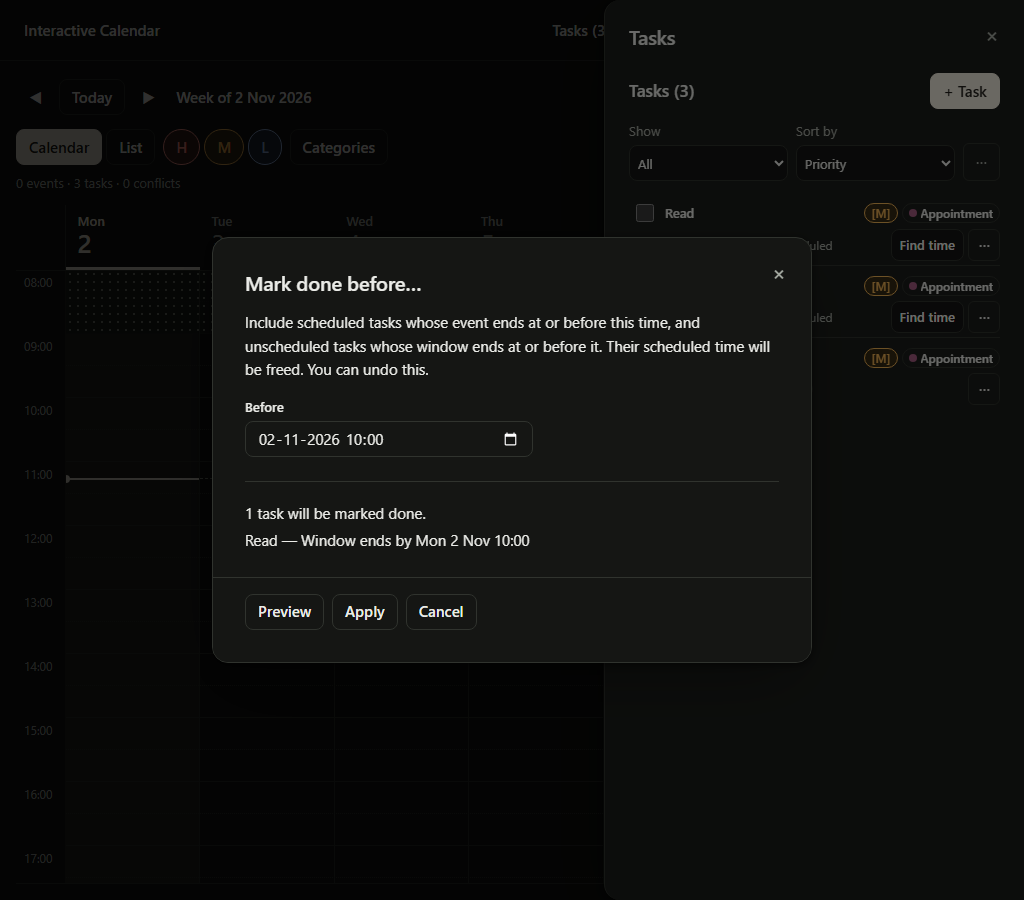 Interactive Calendar
Tasks (3
◀ Today ▶ Week of 2 Nov 2026
Calendar List H M L Categories
0 events · 3 tasks · 0 conflicts
Mon Tue Wed Thu
2
08:00
09:00
10:00
11:00
12:00
13:00
14:00
15:00
16:00
17:00
Tasks ×
Tasks (3) + Task
Show Sort by
All Priority ...
Read [M] Appointment
Find time ...
[M] Appointment
Find time ...
[M] Appointment
...
Mark done before... ×
Include scheduled tasks whose event ends at or before this time, and
unscheduled tasks whose window ends at or before it. Their scheduled time will
be freed. You can undo this.
Before
02-11-2026 10:00
1 task will be marked done.
Read — Window ends by Mon 2 Nov 10:00
Preview Apply Cancel